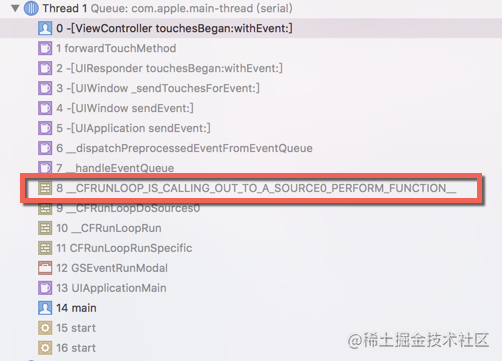 Thread 1 Queue: com.apple.main-thread (serial)
0 -[ViewController touchesBegan:withEvent:]
1 forwardTouchMethod
2 -[UIResponder touchesBegan:withEvent:]
3 -[UIWindow _sendTouchesForEvent:]
4 -[UIWindow sendEvent:]
5 -[UIApplication sendEvent:]
6 __dispatchPreprocessedEventFromEventQueue
7 __handleEventQueue
8 __CFRUNLOOP_IS_CALLING_OUT_TO_A_SOURCE0_PERFORM_FUNCTION__
9 __CFRunLoopDoSources0
10 __CFRunLoopRun
11 CFRunLoopRunSpecific
12 GSEventRunModal
13 UIApplicationMain
14 main
15 start
16 start
@稀土掘金技术社区